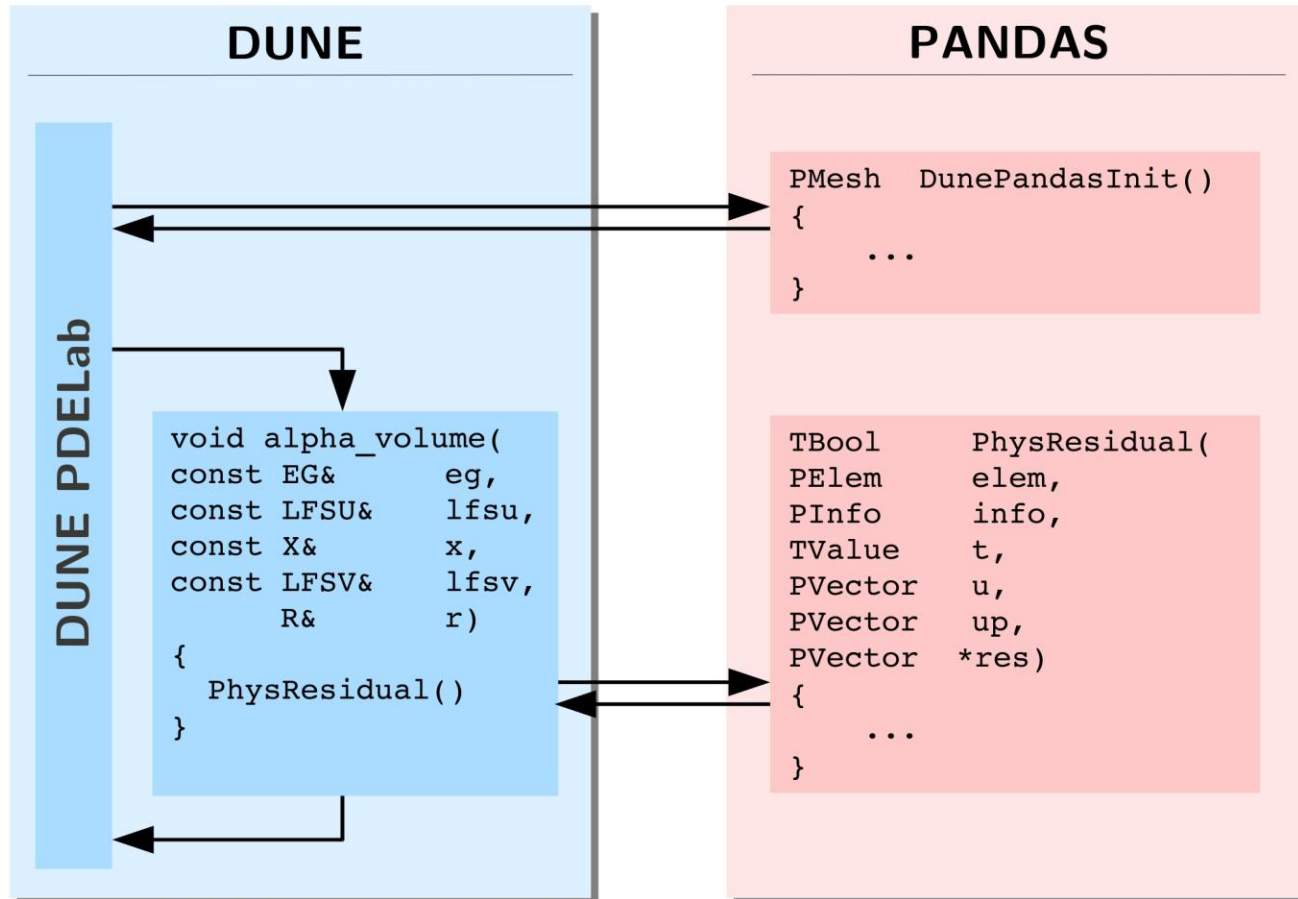 DUNE
DUNE PDELab
void alpha_volume(
const EG&      eg,
const LFSU&    lfsu,
const X&       x,
const LFSV&    lfsv,
      R&       r)
{
  PhysResidual()
}
PANDAS
PMesh  DunePandasInit()
{
    ...
}
TBool    PhysResidual(
PElem    elem,
PInfo    info,
TValue   t,
PVector  u,
PVector  up,
PVector *res)
{
    ...
}